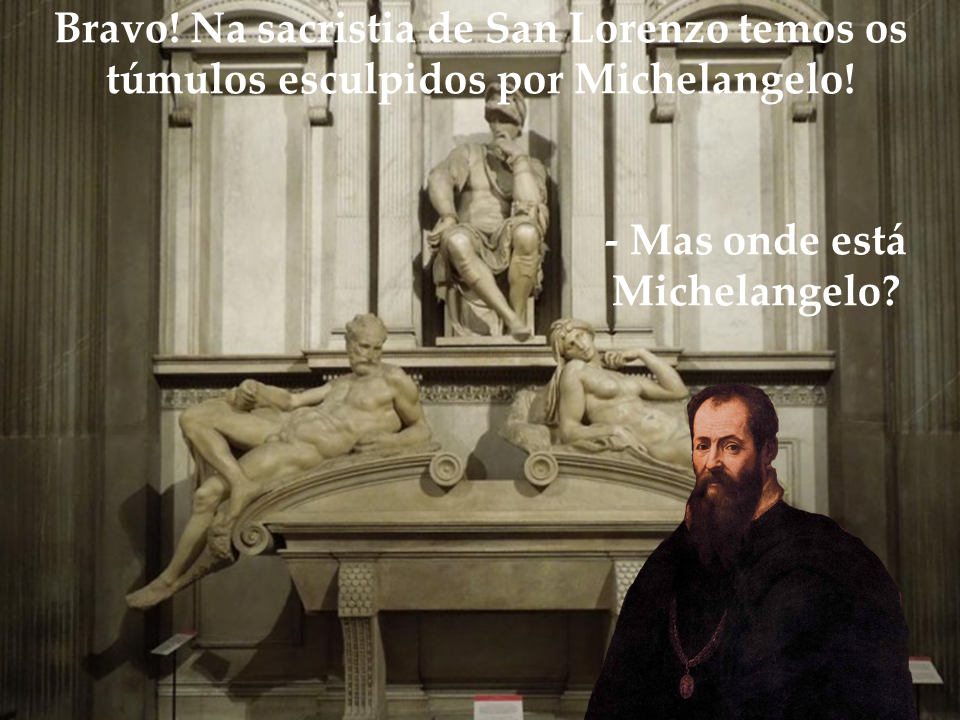 Bravo! Na sacristia de San Lorenzo temos os
túmulos esculpidos por Michelangelo!
- Mas onde está
Michelangelo?